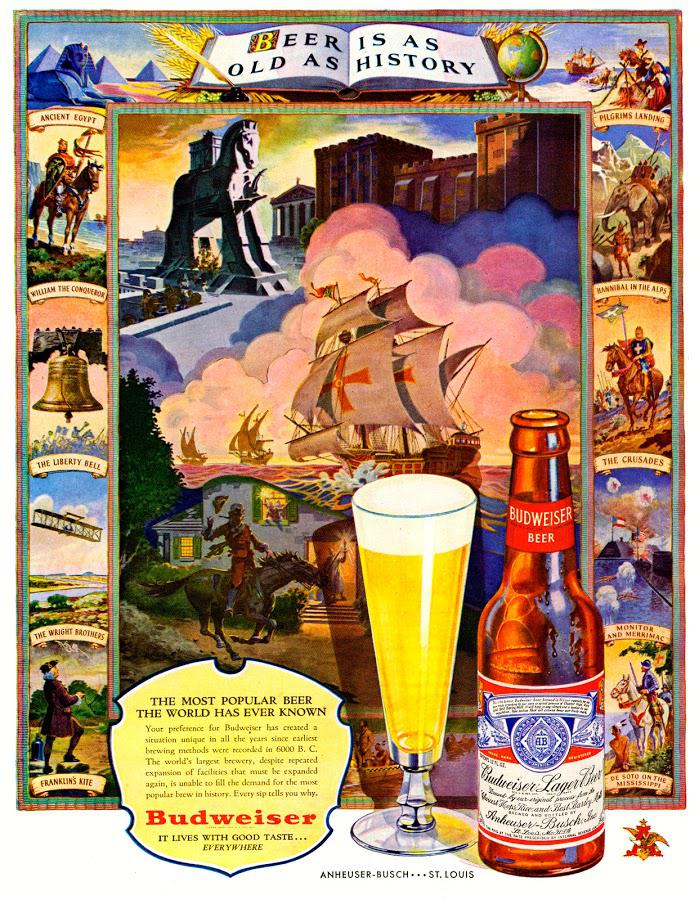 BEER IS AS
OLD AS HISTORY
ANCIENT EGYPT
PILGRIMS LANDING
WILLIAM THE CONQUEROR
HANNIBAL IN THE ALPS
THE LIBERTY BELL
THE CRUSADES
THE WRIGHT BROTHERS
MONITOR
AND MERRIMAC
FRANKLIN'S KITE
DE SOTO ON THE
MISSISSIPPI
BUDWEISER
BEER
AB
Budweiser Lager Beer
Anheuser-Busch, Inc.
THE MOST POPULAR BEER
THE WORLD HAS EVER KNOWN
Your preference for Budweiser has created a
situation unique in all the years since earliest
brewing methods were recorded in 6000 B. C.
The world's largest brewery, despite repeated
expansion of facilities that must be expanded
again, is unable to fill the demand for the most
popular brew in history. Every sip tells you why.
Budweiser
IT LIVES WITH GOOD TASTE...
EVERYWHERE
ANHEUSER-BUSCH • • • ST. LOUIS